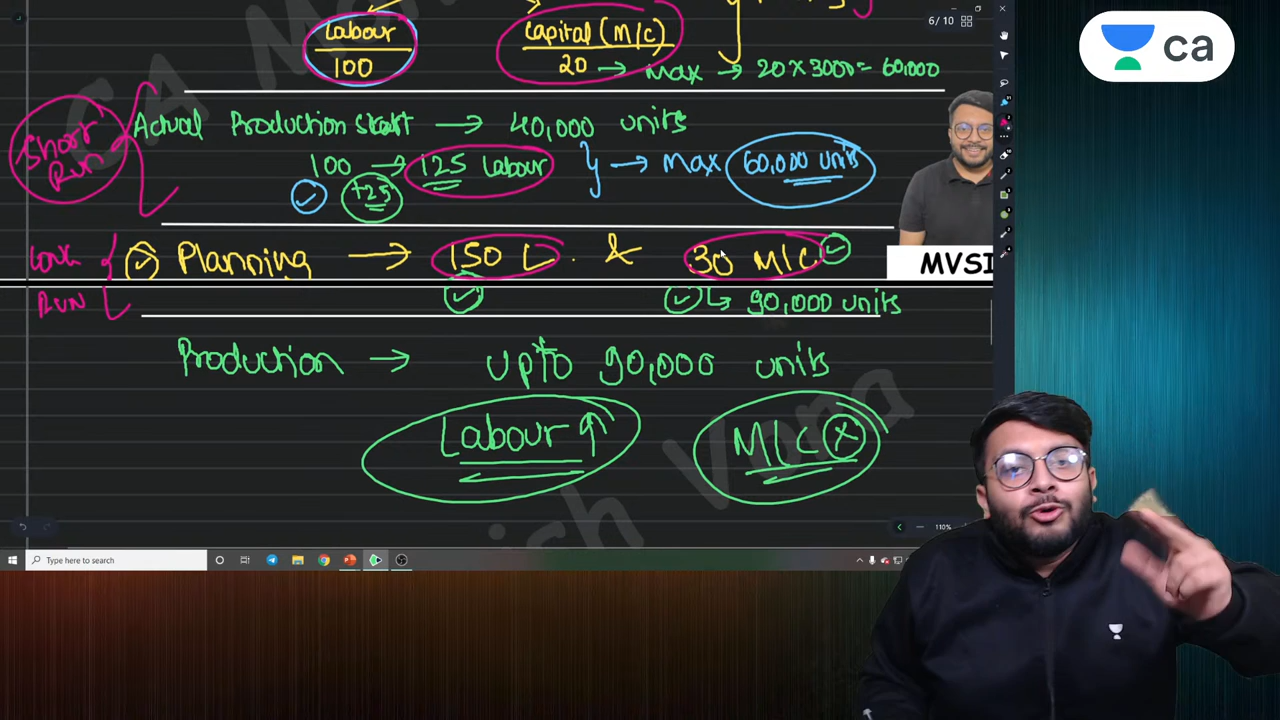 6/10
ca
Labour
100
Capital (M/c)
20 → max → 20 x 3000 = 60,000
Short Run
Actual Production Start → 40,000 units
100 → 125 Labour
+25
→ max 60,000 units
Long
RUN
Planning → 150 L. & 30 M/c
↳ 90,000 units
MVSI
Production → upto 90,000 units
Labour ↑ M/c x
110%
Type here to search